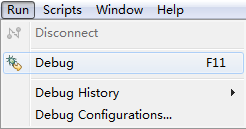 Run Scripts Window Help
Disconnect
Debug F11
Debug History
Debug Configurations...